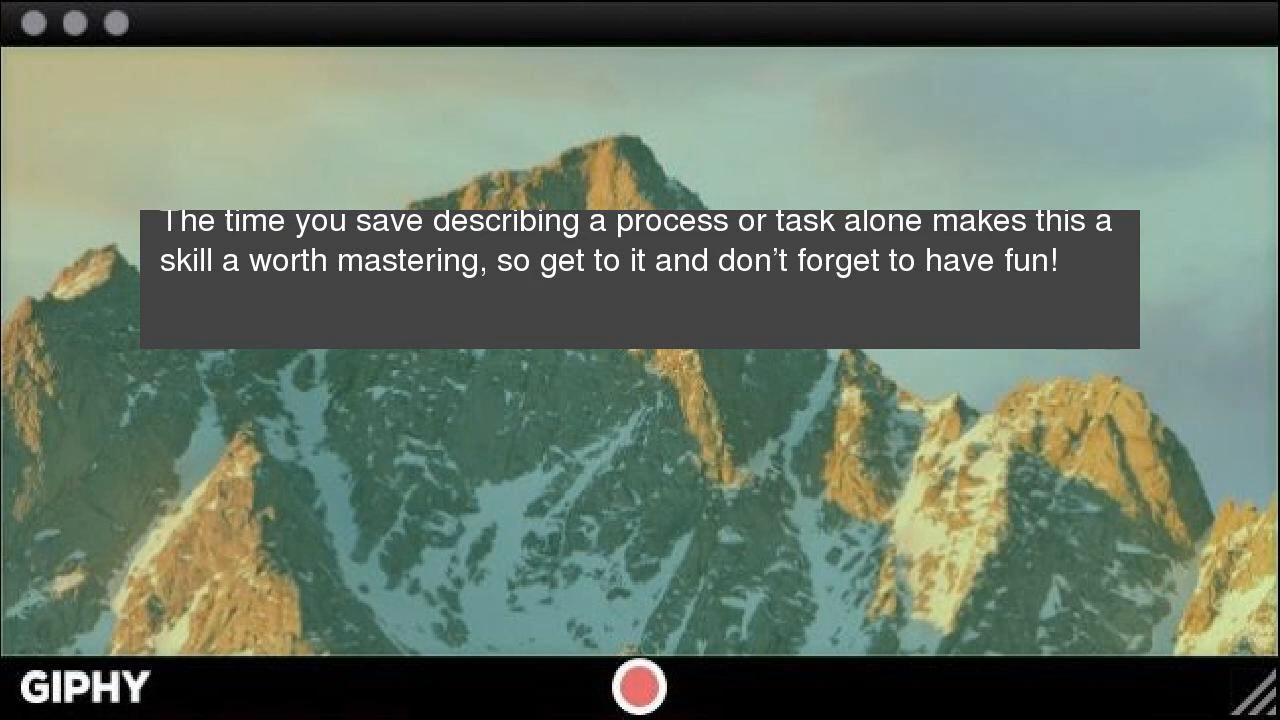 The time you save describing a process or task alone makes this a
skill a worth mastering, so get to it and don’t forget to have fun!
GIPHY